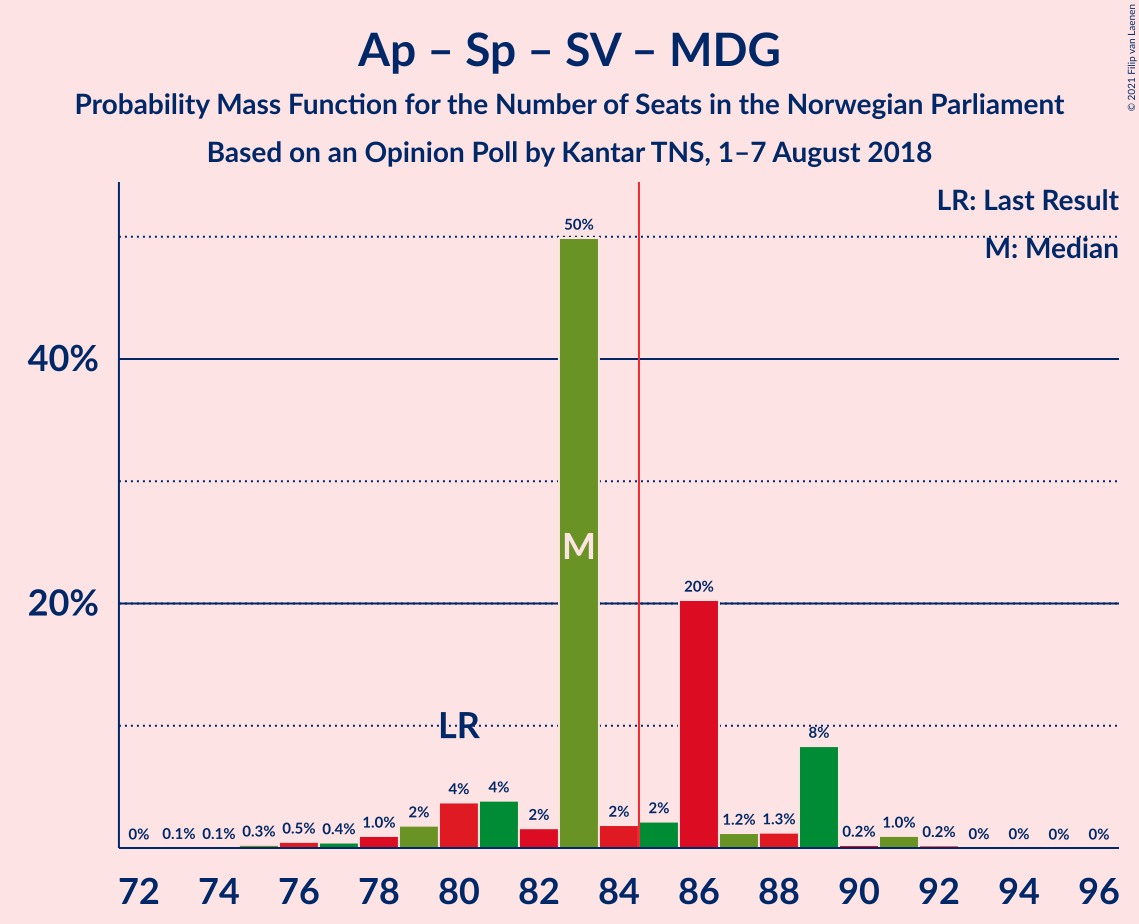 © 2021 Filip van Laenen
Ap – Sp – SV – MDG
Probability Mass Function for the Number of Seats in the Norwegian Parliament
Based on an Opinion Poll by Kantar TNS, 1–7 August 2018
LR: Last Result
M: Median
50%
40%
M
20%
20%
LR
8%
0% 0.1% 0.1% 0.3% 0.5% 0.4% 1.0% 2% 4% 4% 2% 2% 2% 1.2% 1.3% 0.2% 1.0% 0.2% 0% 0% 0% 0%
72 74 76 78 80 82 84 86 88 90 92 94 96